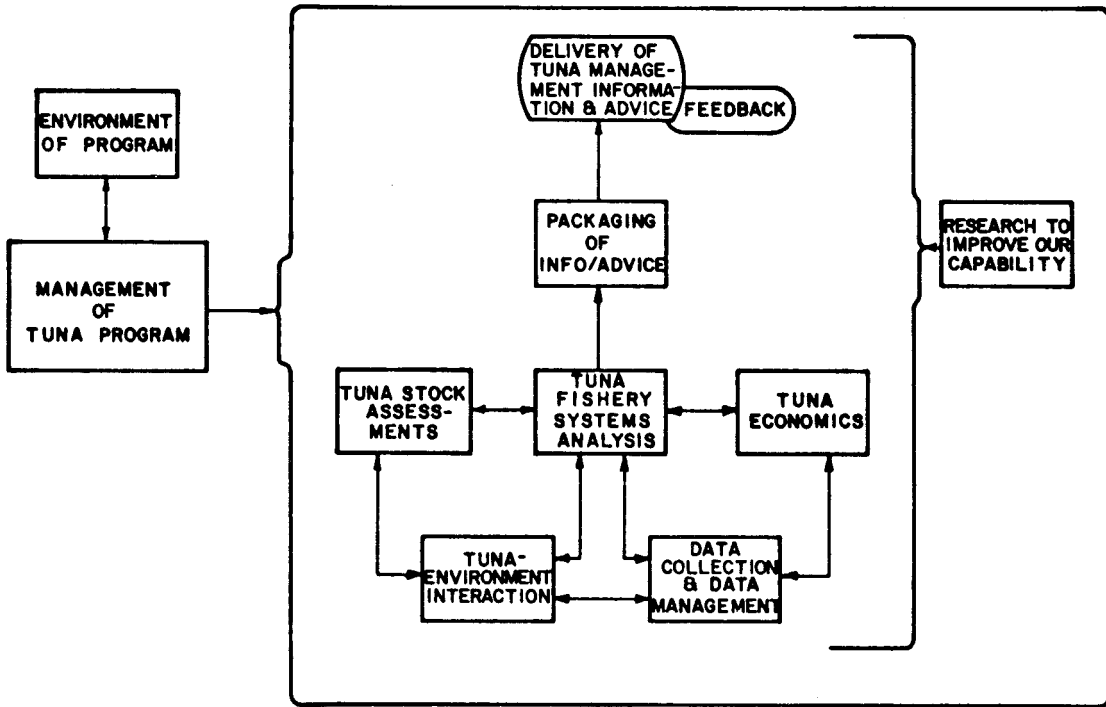 DELIVERY OF
TUNA MANAGE-
MENT INFORMA-
TION & ADVICE
FEEDBACK
ENVIRONMENT
OF PROGRAM
PACKAGING
OF
INFO/ADVICE
RESEARCH TO
IMPROVE OUR
CAPABILITY
MANAGEMENT
OF
TUNA PROGRAM
TUNA STOCK
ASSESS-
MENTS
TUNA
FISHERY
SYSTEMS
ANALYSIS
TUNA
ECONOMICS
TUNA-
ENVIRONMENT
INTERACTION
DATA
COLLECTION
& DATA
MANAGEMENT